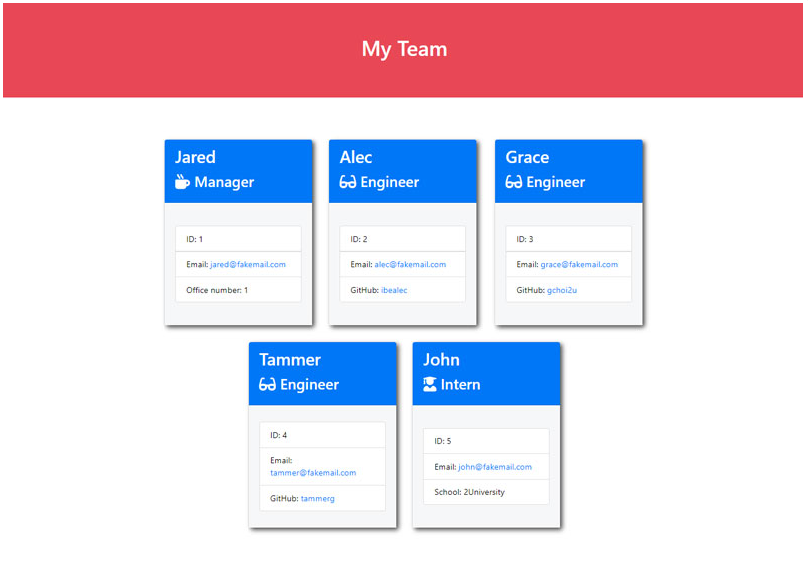 My Team
Jared
Manager
ID: 1
Email: jared@fakemail.com
Office number: 1
Alec
Engineer
ID: 2
Email: alec@fakemail.com
GitHub: ibealec
Grace
Engineer
ID: 3
Email: grace@fakemail.com
GitHub: gchoi2u
Tammer
Engineer
ID: 4
Email:
tammer@fakemail.com
GitHub: tammerg
John
Intern
ID: 5
Email: john@fakemail.com
School: 2University